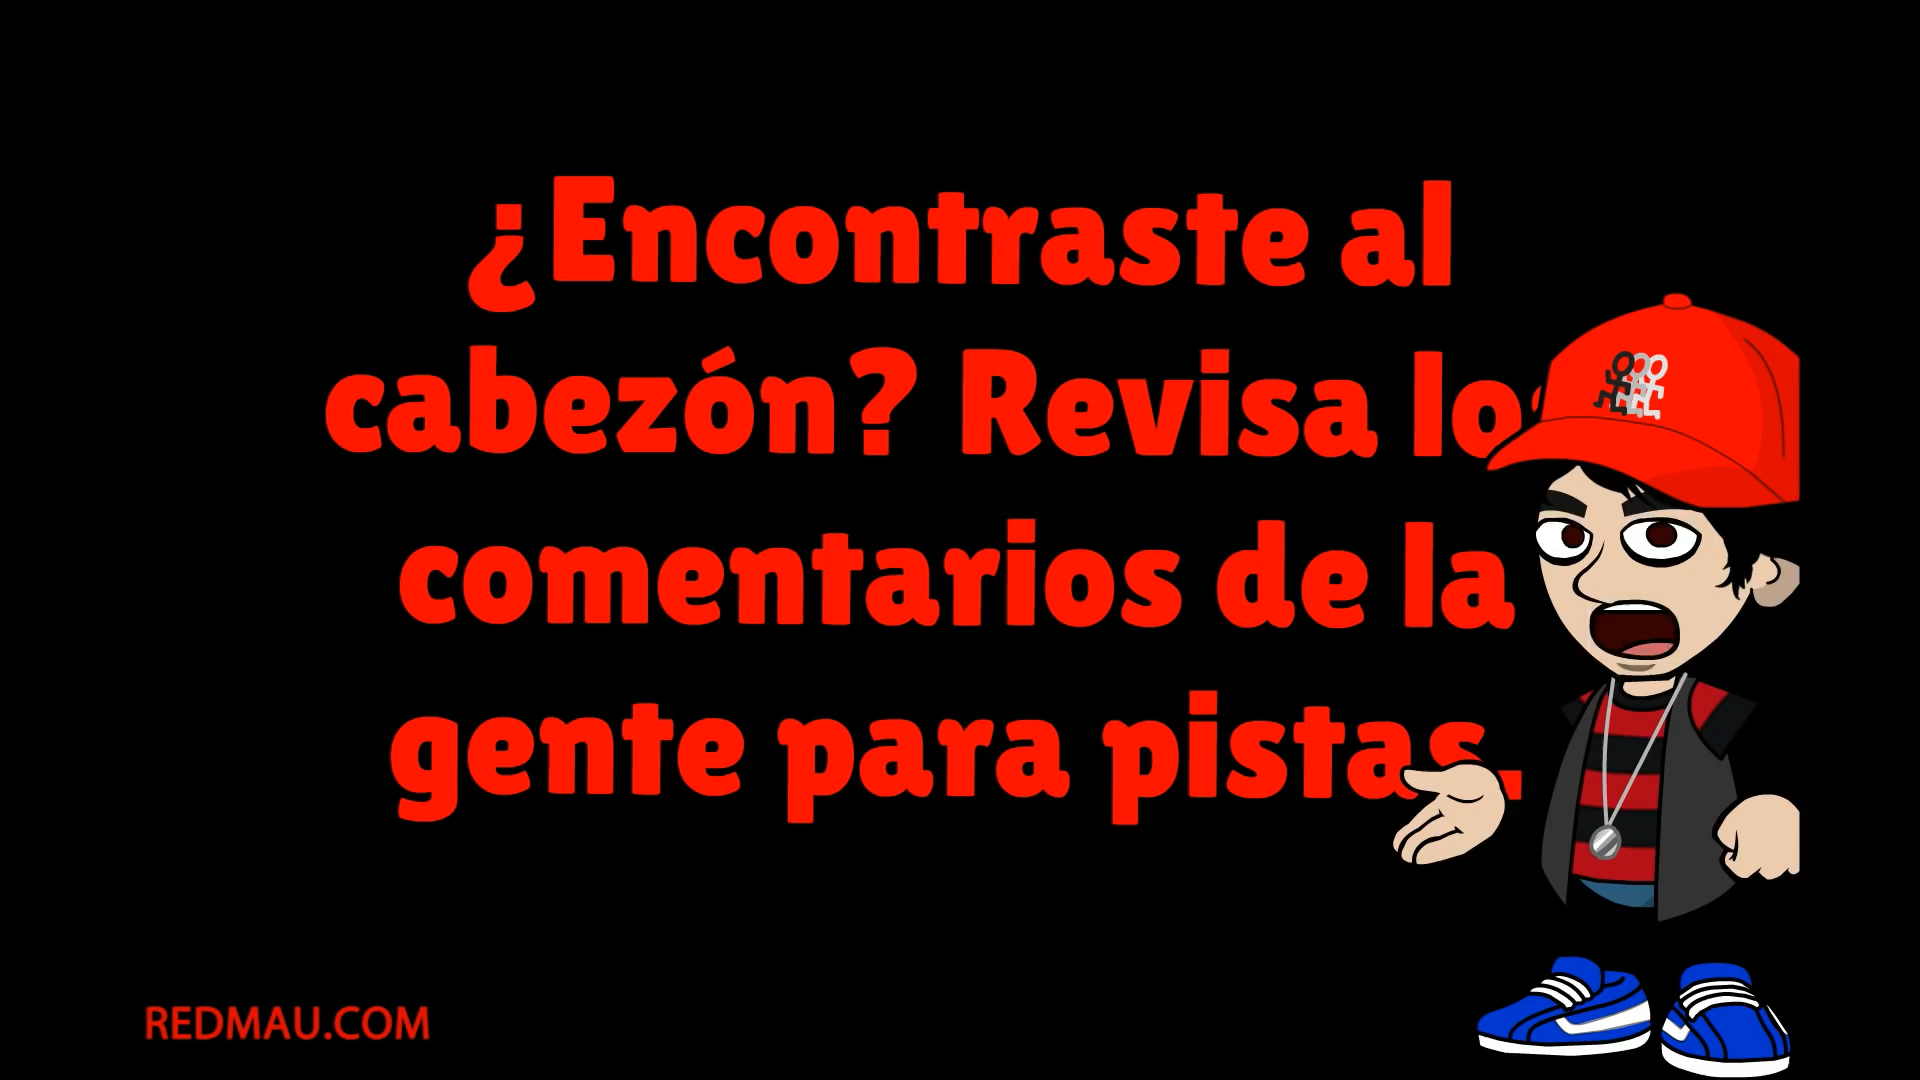 ¿Encontraste al
cabezón? Revisa los
comentarios de la
gente para pistas.
REDMAU.COM